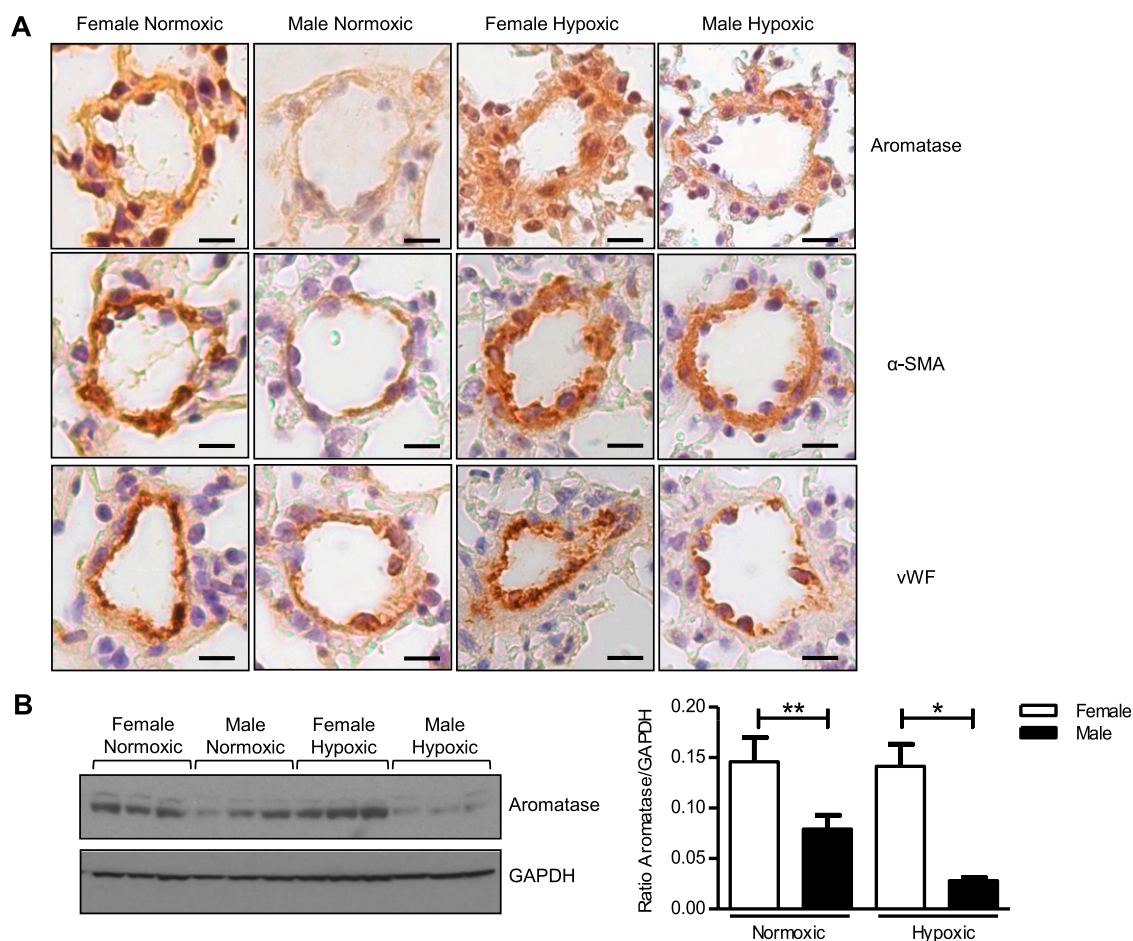 A
Female Normoxic
Male Normoxic
Female Hypoxic
Male Hypoxic
Aromatase
α-SMA
vWF
B
Female Normoxic
Male Normoxic
Female Hypoxic
Male Hypoxic
Aromatase
GAPDH
Ratio Aromatase/GAPDH
0.20
0.15
0.10
0.05
0.00
**
*
Normoxic
Hypoxic
Female
Male